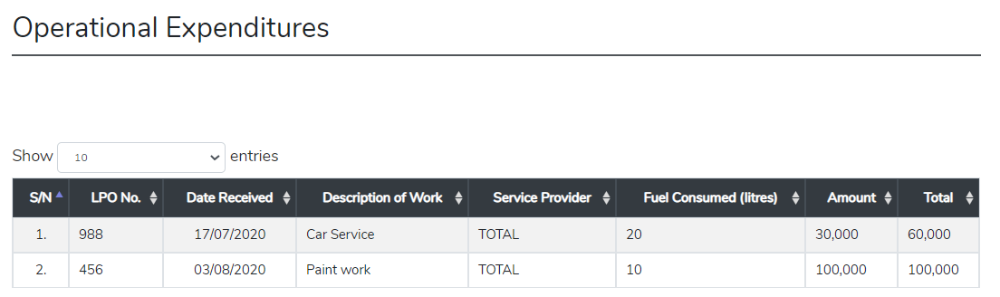 Operational Expenditures
Show 10 entries
S/N LPO No. Date Received Description of Work Service Provider Fuel Consumed (litres) Amount Total
1. 988 17/07/2020 Car Service TOTAL 20 30,000 60,000
2. 456 03/08/2020 Paint work TOTAL 10 100,000 100,000